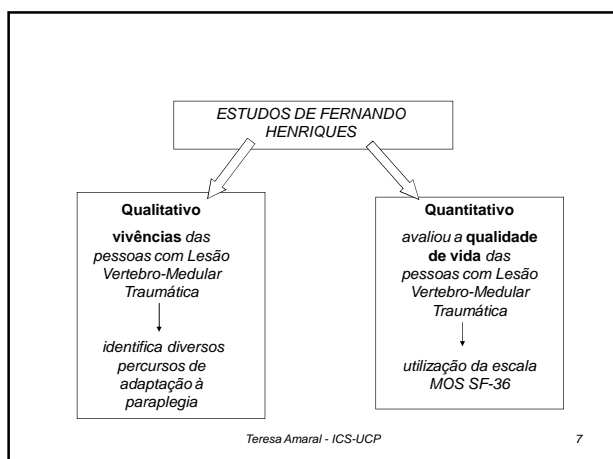 ESTUDOS DE FERNANDO
HENRIQUES
Qualitativo
vivências das
pessoas com Lesão
Vertebro-Medular
Traumática
identifica diversos
percursos de
adaptação à
paraplegia
Quantitativo
avaliou a qualidade
de vida das
pessoas com Lesão
Vertebro-Medular
Traumática
utilização da escala
MOS SF-36
Teresa Amaral - ICS-UCP
7